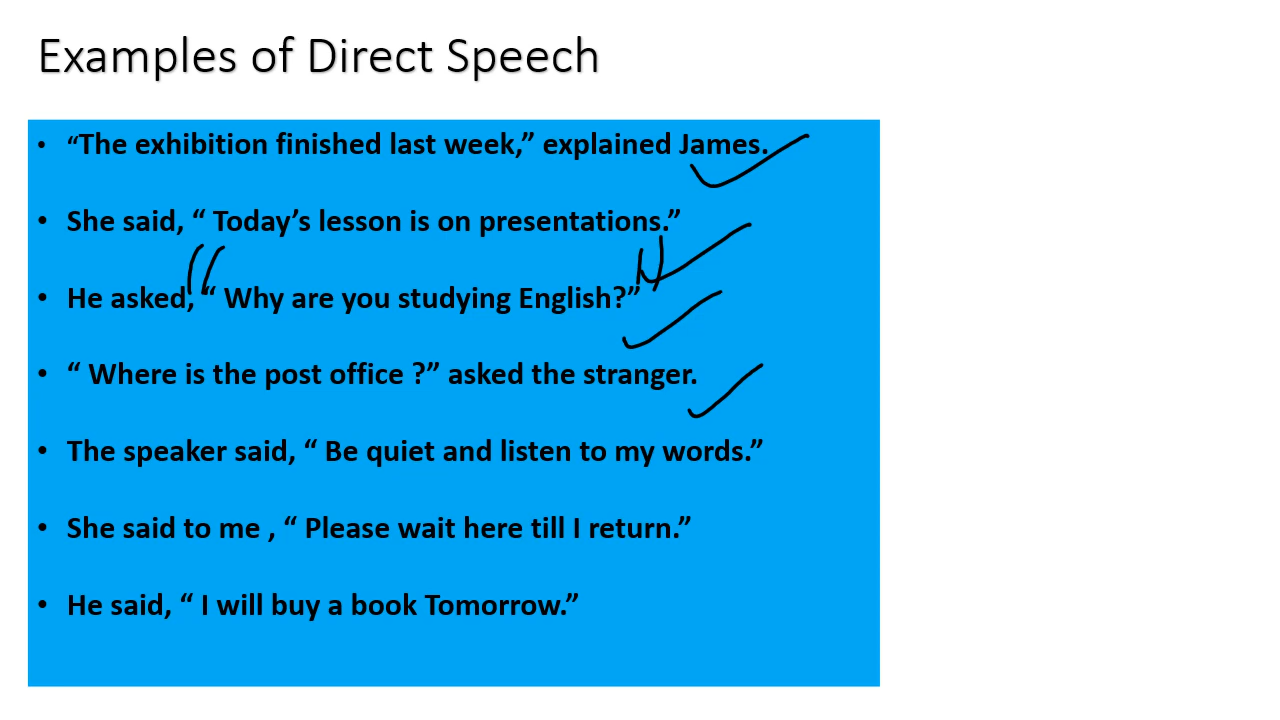 Examples of Direct Speech
• “The exhibition finished last week,” explained James.
• She said, “ Today’s lesson is on presentations.”
• He asked, “ Why are you studying English?”
• “ Where is the post office ?” asked the stranger.
• The speaker said, “ Be quiet and listen to my words.”
• She said to me , “ Please wait here till I return.”
• He said, “ I will buy a book Tomorrow.”